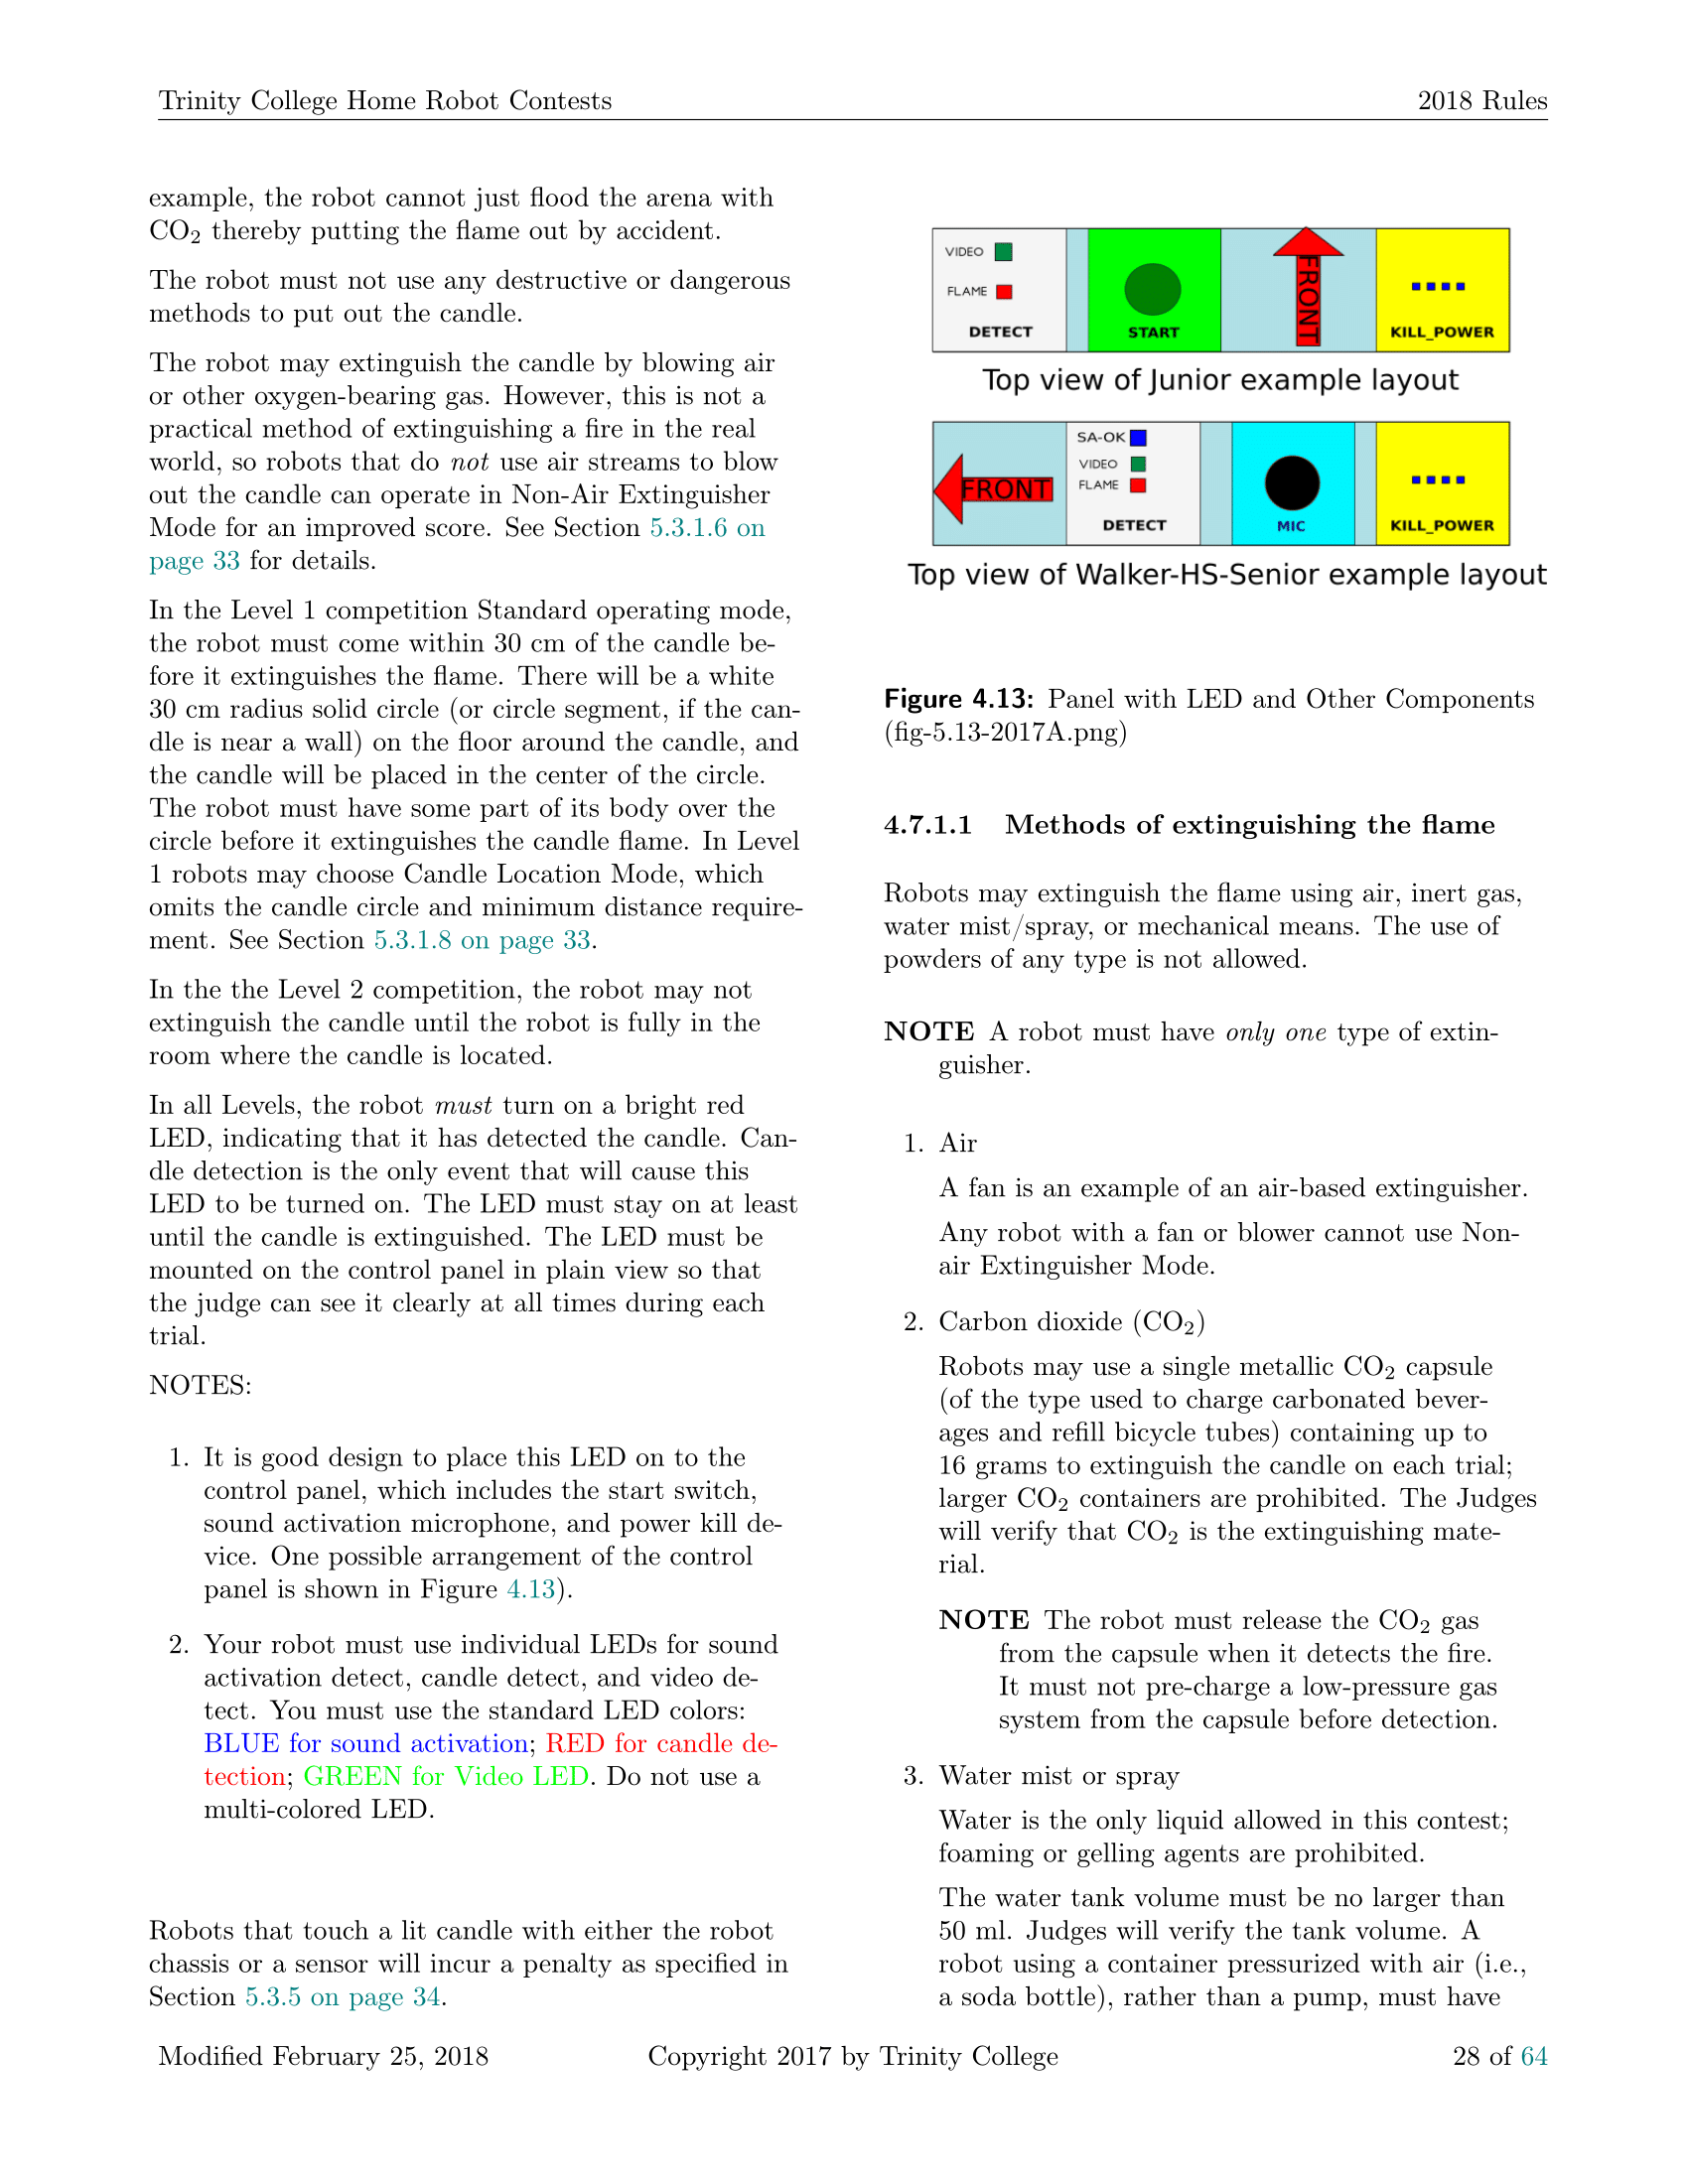 Trinity College Home Robot Contests 2018 Rules
example, the robot cannot just flood the arena with
CO2 thereby putting the flame out by accident.
The robot must not use any destructive or dangerous
methods to put out the candle.
The robot may extinguish the candle by blowing air
or other oxygen-bearing gas. However, this is not a
practical method of extinguishing a fire in the real
world, so robots that do not use air streams to blow
out the candle can operate in Non-Air Extinguisher
Mode for an improved score. See Section 5.3.1.6 on
page 33 for details.
In the Level 1 competition Standard operating mode,
the robot must come within 30 cm of the candle be-
fore it extinguishes the flame. There will be a white
30 cm radius solid circle (or circle segment, if the can-
dle is near a wall) on the floor around the candle, and
the candle will be placed in the center of the circle.
The robot must have some part of its body over the
circle before it extinguishes the candle flame. In Level
1 robots may choose Candle Location Mode, which
omits the candle circle and minimum distance require-
ment. See Section 5.3.1.8 on page 33.
In the the Level 2 competition, the robot may not
extinguish the candle until the robot is fully in the
room where the candle is located.
In all Levels, the robot must turn on a bright red
LED, indicating that it has detected the candle. Can-
dle detection is the only event that will cause this
LED to be turned on. The LED must stay on at least
until the candle is extinguished. The LED must be
mounted on the control panel in plain view so that
the judge can see it clearly at all times during each
trial.
NOTES:
1. It is good design to place this LED on to the
control panel, which includes the start switch,
sound activation microphone, and power kill de-
vice. One possible arrangement of the control
panel is shown in Figure 4.13).
2. Your robot must use individual LEDs for sound
activation detect, candle detect, and video de-
tect. You must use the standard LED colors:
BLUE for sound activation; RED for candle de-
tection; GREEN for Video LED. Do not use a
multi-colored LED.
Robots that touch a lit candle with either the robot
chassis or a sensor will incur a penalty as specified in
Section 5.3.5 on page 34.
VIDEO
FLAME
DETECT
START
FRONT
KILL_POWER
Top view of Junior example layout
FRONT
SA-OK
VIDEO
FLAME
DETECT
MIC
KILL_POWER
Top view of Walker-HS-Senior example layout
Figure 4.13: Panel with LED and Other Components
(fig-5.13-2017A.png)
4.7.1.1 Methods of extinguishing the flame
Robots may extinguish the flame using air, inert gas,
water mist/spray, or mechanical means. The use of
powders of any type is not allowed.
NOTE A robot must have only one type of extin-
guisher.
1. Air
A fan is an example of an air-based extinguisher.
Any robot with a fan or blower cannot use Non-
air Extinguisher Mode.
2. Carbon dioxide (CO2)
Robots may use a single metallic CO2 capsule
(of the type used to charge carbonated bever-
ages and refill bicycle tubes) containing up to
16 grams to extinguish the candle on each trial;
larger CO2 containers are prohibited. The Judges
will verify that CO2 is the extinguishing mate-
rial.
NOTE The robot must release the CO2 gas
from the capsule when it detects the fire.
It must not pre-charge a low-pressure gas
system from the capsule before detection.
3. Water mist or spray
Water is the only liquid allowed in this contest;
foaming or gelling agents are prohibited.
The water tank volume must be no larger than
50 ml. Judges will verify the tank volume. A
robot using a container pressurized with air (i.e.,
a soda bottle), rather than a pump, must have
Modified February 25, 2018 Copyright 2017 by Trinity College 28 of 64